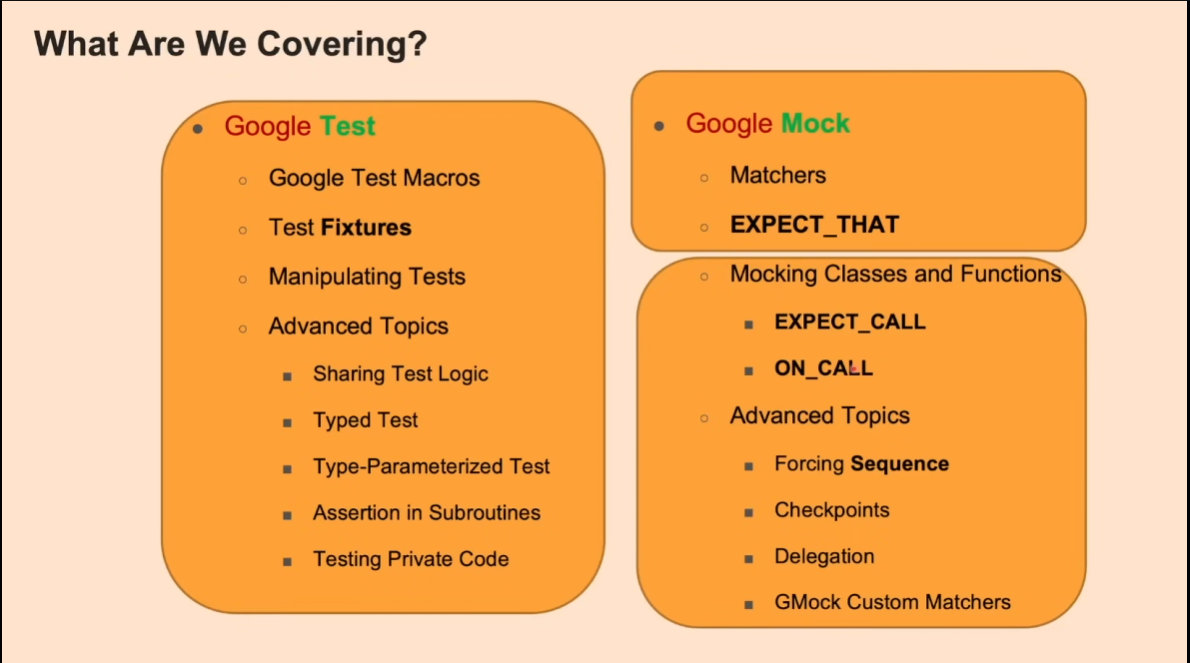 What Are We Covering?
Google Test
Google Test Macros
Test Fixtures
Manipulating Tests
Advanced Topics
Sharing Test Logic
Typed Test
Type-Parameterized Test
Assertion in Subroutines
Testing Private Code
Google Mock
Matchers
EXPECT_THAT
Mocking Classes and Functions
EXPECT_CALL
ON_CALL
Advanced Topics
Forcing Sequence
Checkpoints
Delegation
GMock Custom Matchers